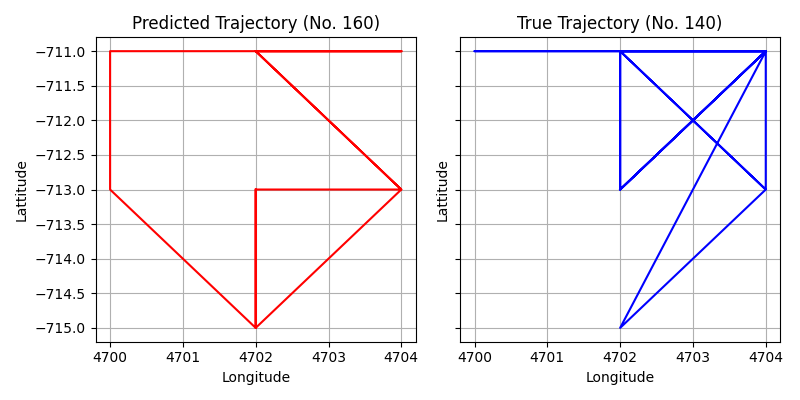 Predicted Trajectory (No. 160)
True Trajectory (No. 140)
−711.0
−711.5
−712.0
−712.5
−713.0
−713.5
−714.0
−714.5
−715.0
Lattitude
Lattitude
4700 4701 4702 4703 4704
4700 4701 4702 4703 4704
Longitude
Longitude